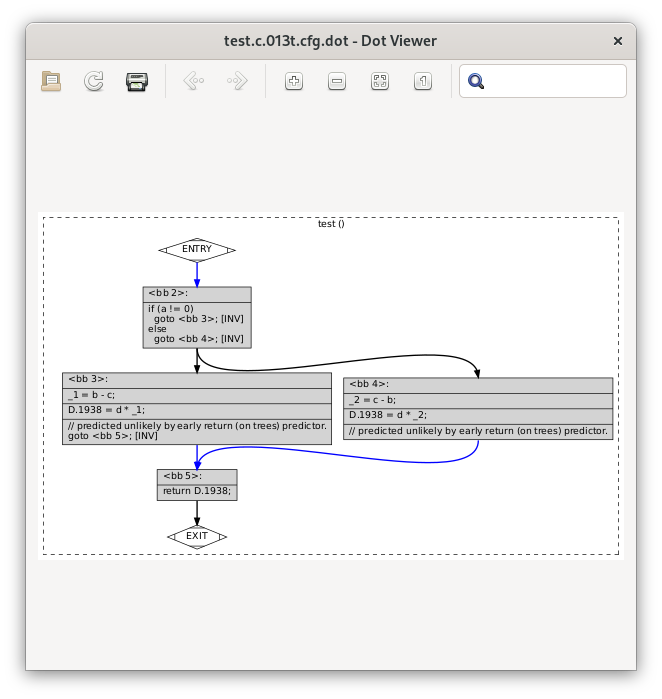 test.c.013t.cfg.dot - Dot Viewer
1
test ()
ENTRY
<bb 2>:
if (a != 0)
goto <bb 3>; [INV]
else
goto <bb 4>; [INV]
<bb 3>:
_1 = b - c;
D.1938 = d * _1;
// predicted unlikely by early return (on trees) predictor.
goto <bb 5>; [INV]
<bb 4>:
_2 = c - b;
D.1938 = d * _2;
// predicted unlikely by early return (on trees) predictor.
<bb 5>:
return D.1938;
EXIT